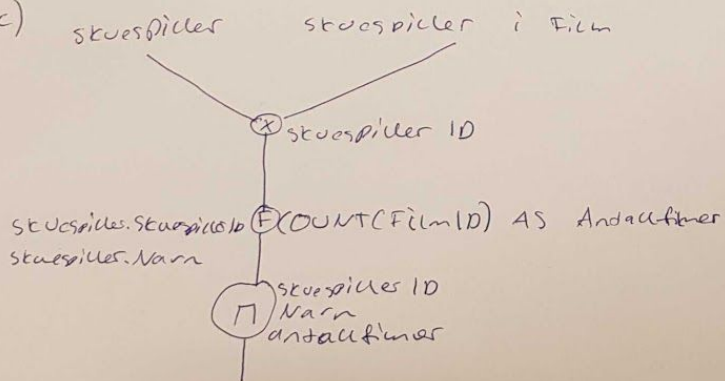 c)
skuespiller skuespiller i Film
X skuespiller ID
skuespiller.SkuespillerID F COUNT(FilmID) AS Antallfilmer
skuespiller.Navn
skuespiller ID
Π Navn
antallfilmer